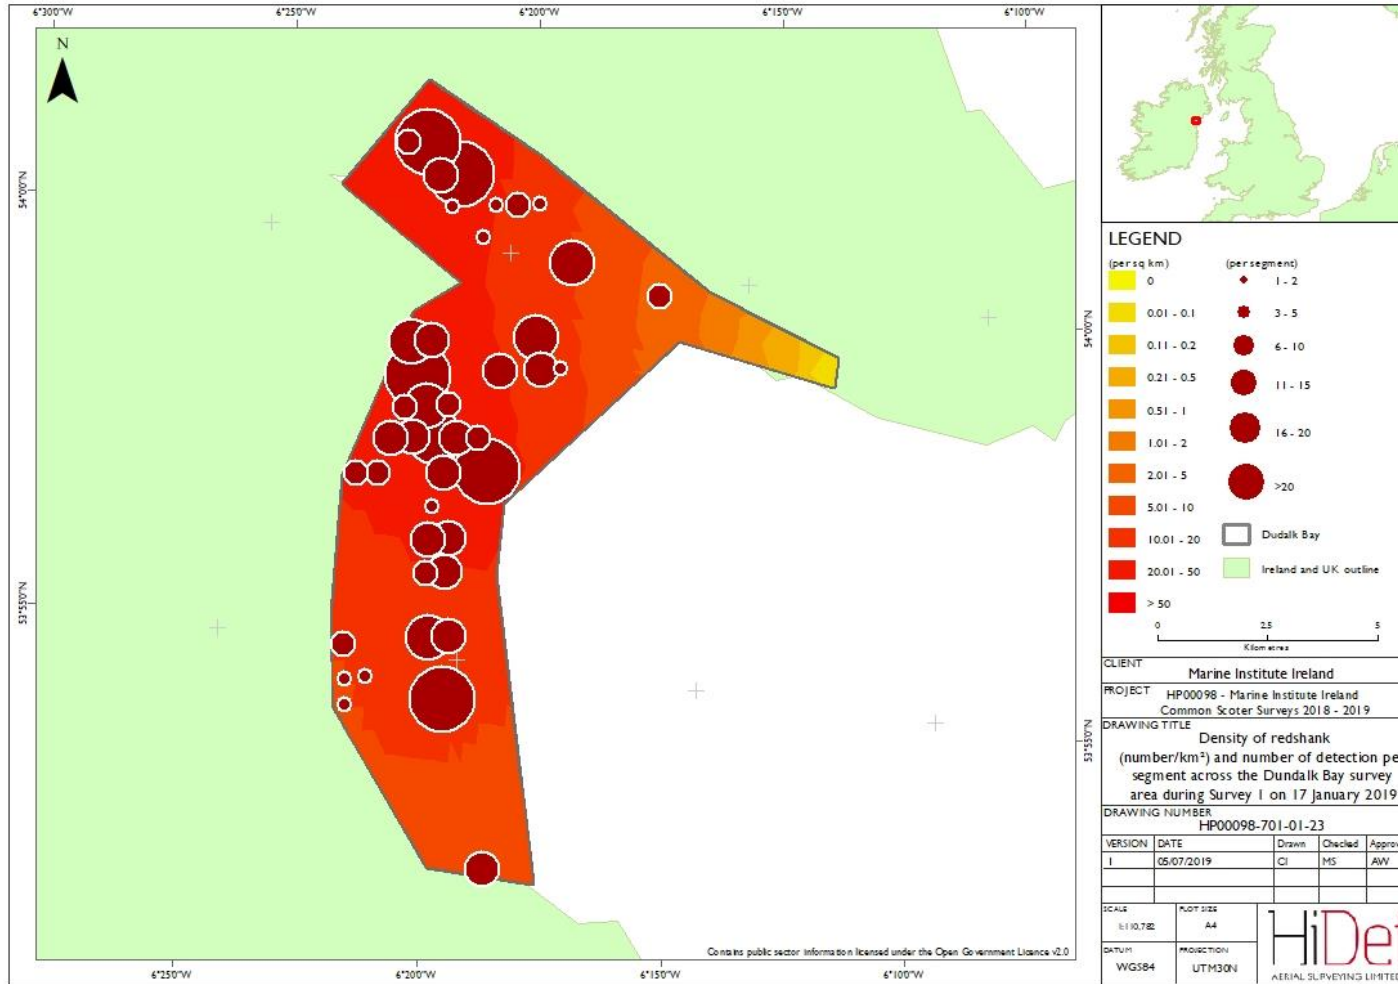 6°30'0"W 6°25'0"W 6°20'0"W 6°15'0"W 6°10'0"W
N
54°0'0"N
53°55'0"N
54°0'0"N
53°55'0"N
6°25'0"W 6°20'0"W 6°15'0"W 6°10'0"W
Contains public sector information licensed under the Open Government Licence v2.0
LEGEND
(per sq km) (per segment)
0 1 - 2
0.01 - 0.1 3 - 5
0.11 - 0.2 6 - 10
0.21 - 0.5 11 - 15
0.51 - 1
1.01 - 2 16 - 20
2.01 - 5 >20
5.01 - 10
10.01 - 20 Dudalk Bay
20.01 - 50 Ireland and UK outline
> 50
0 2.5 5
Kilometres
CLIENT
Marine Institute Ireland
PROJECT
HP00098 - Marine Institute Ireland
Common Scoter Surveys 2018 - 2019
DRAWING TITLE
Density of redshank
(number/km²) and number of detection pe
segment across the Dundalk Bay survey
area during Survey 1 on 17 January 2019
DRAWING NUMBER
HP00098-701-01-23
VERSION DATE Drawn Checked Approv
1 05/07/2019 CI MS AW
SCALE PLOT SIZE
1:110,782 A4
DATUM PROJECTION
WGS84 UTM30N
HiDef
AERIAL SURVEYING LIMITED